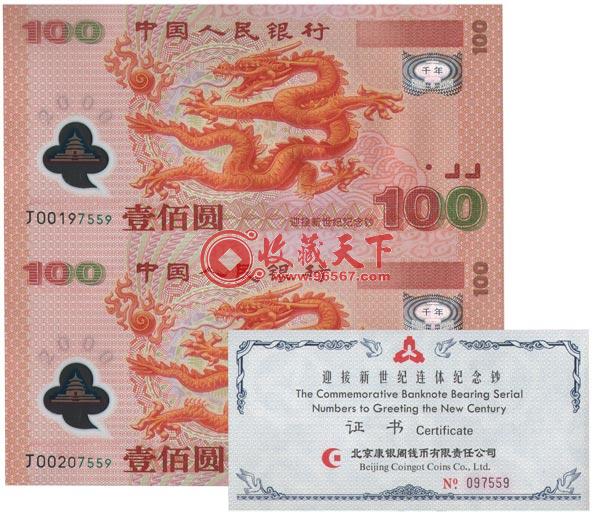 100 中国人民银行 100
千年
2000
J00197559 壹佰圆 迎接新世纪纪念钞 100
收藏天下
www.96567.com
100 中国人民银行 100
千年
2000
J00207559 壹佰圆
迎接新世纪连体纪念钞
The Commemorative Banknote Bearing Serial
Numbers to Greeting the New Century
证 书 Certificate
北京康银阁钱币有限责任公司
Beijing Coingot Coins Co., Ltd.
No. 097559